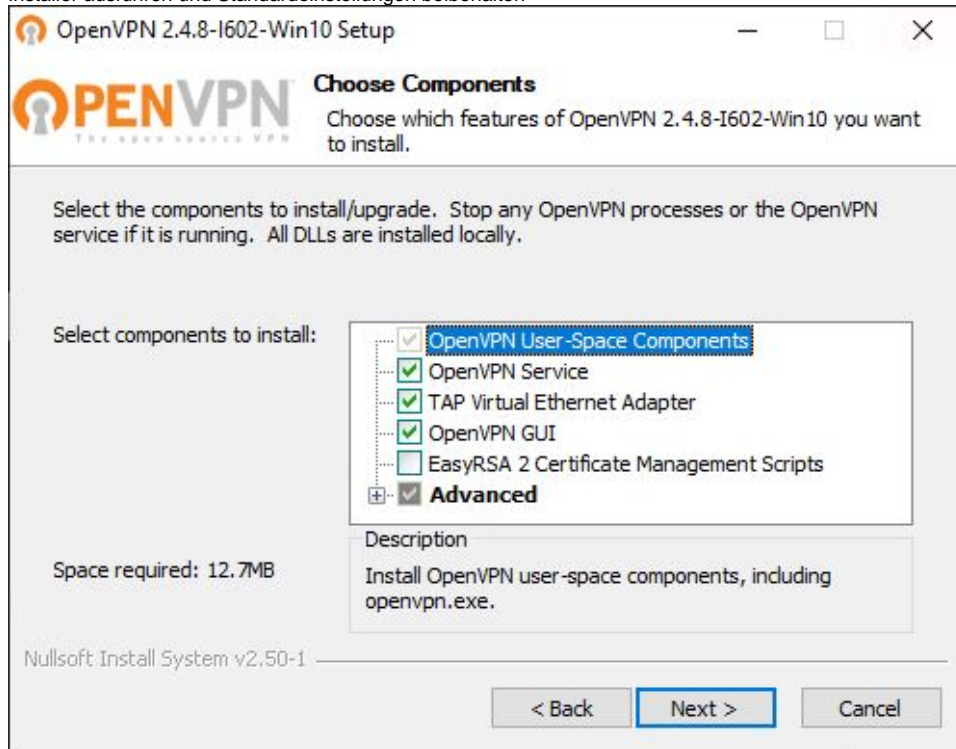 Installer ausführen und Standardeinstellungen beibehalten
OpenVPN 2.4.8-I602-Win10 Setup
OPENVPN
The open source VPN
Choose Components
Choose which features of OpenVPN 2.4.8-I602-Win10 you want
to install.
Select the components to install/upgrade. Stop any OpenVPN processes or the OpenVPN
service if it is running. All DLLs are installed locally.
Select components to install:
OpenVPN User-Space Components
OpenVPN Service
TAP Virtual Ethernet Adapter
OpenVPN GUI
EasyRSA 2 Certificate Management Scripts
Advanced
Space required: 12.7MB
Description
Install OpenVPN user-space components, including
openvpn.exe.
Nullsoft Install System v2.50-1
< Back
Next >
Cancel